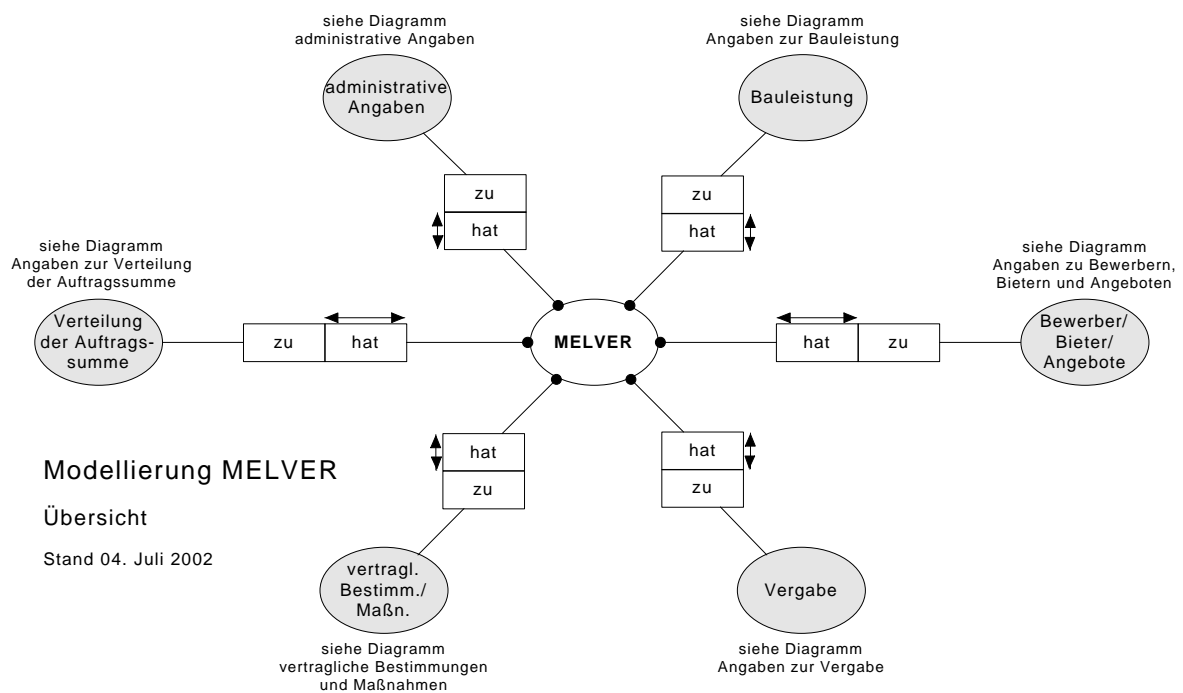 siehe Diagramm
administrative Angaben
administrative
Angaben
siehe Diagramm
Angaben zur Bauleistung
Bauleistung
zu
hat
zu
hat
siehe Diagramm
Angaben zur Verteilung
der Auftragssumme
Verteilung
der Auftrags-
summe
zu
hat
MELVER
hat
zu
siehe Diagramm
Angaben zu Bewerbern,
Bietern und Angeboten
Bewerber/
Bieter/
Angebote
hat
zu
hat
zu
Modellierung MELVER
Übersicht
Stand 04. Juli 2002
vertragl.
Bestimm./
Maßn.
siehe Diagramm
vertragliche Bestimmungen
und Maßnahmen
Vergabe
siehe Diagramm
Angaben zur Vergabe